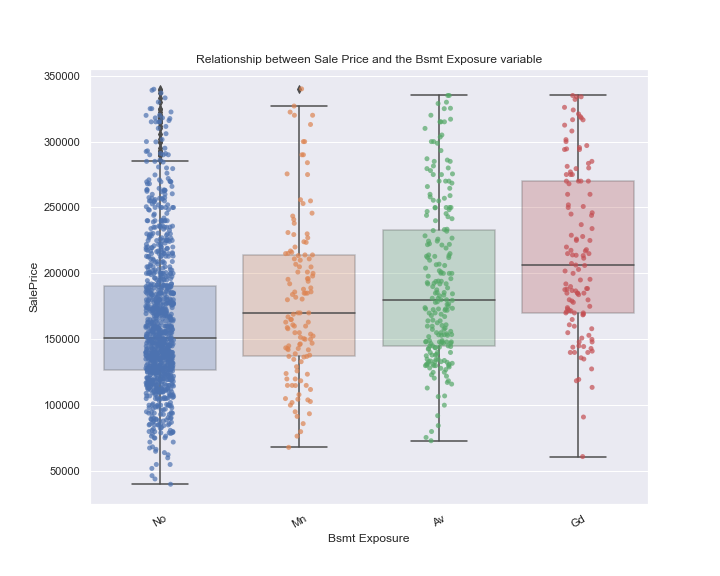 Relationship between Sale Price and the Bsmt Exposure variable
350000
300000
250000
200000
150000
100000
50000
SalePrice
No
Mn
Av
Gd
Bsmt Exposure